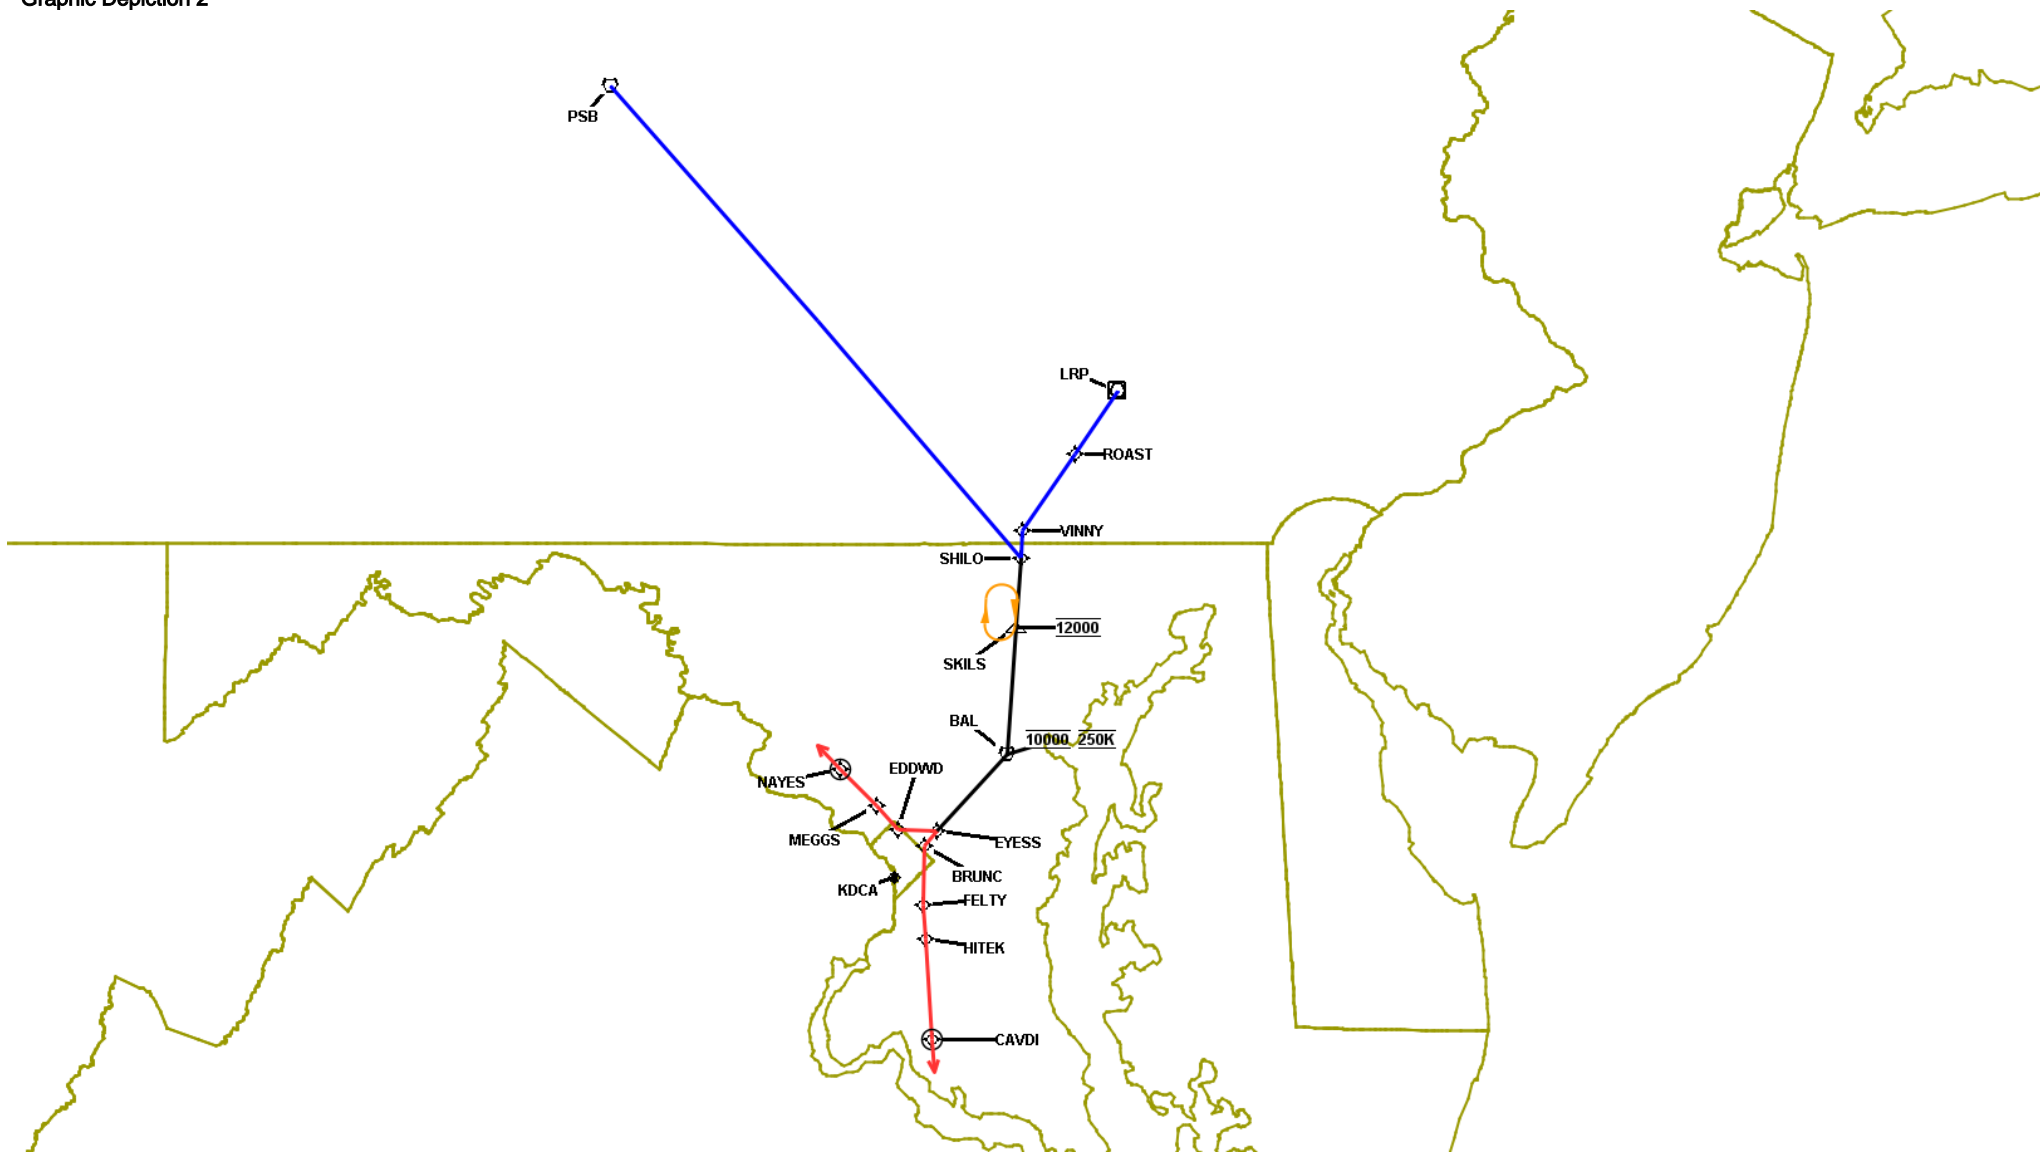 Graphic Depiction 2
PSB
LRP
ROAST
VINNY
SHILO
12000
SKILS
BAL
10000 250K
EDDWD
NAYES
MEGGS
EYESS
BRUNC
KDCA
FELTY
HITEK
CAVDI